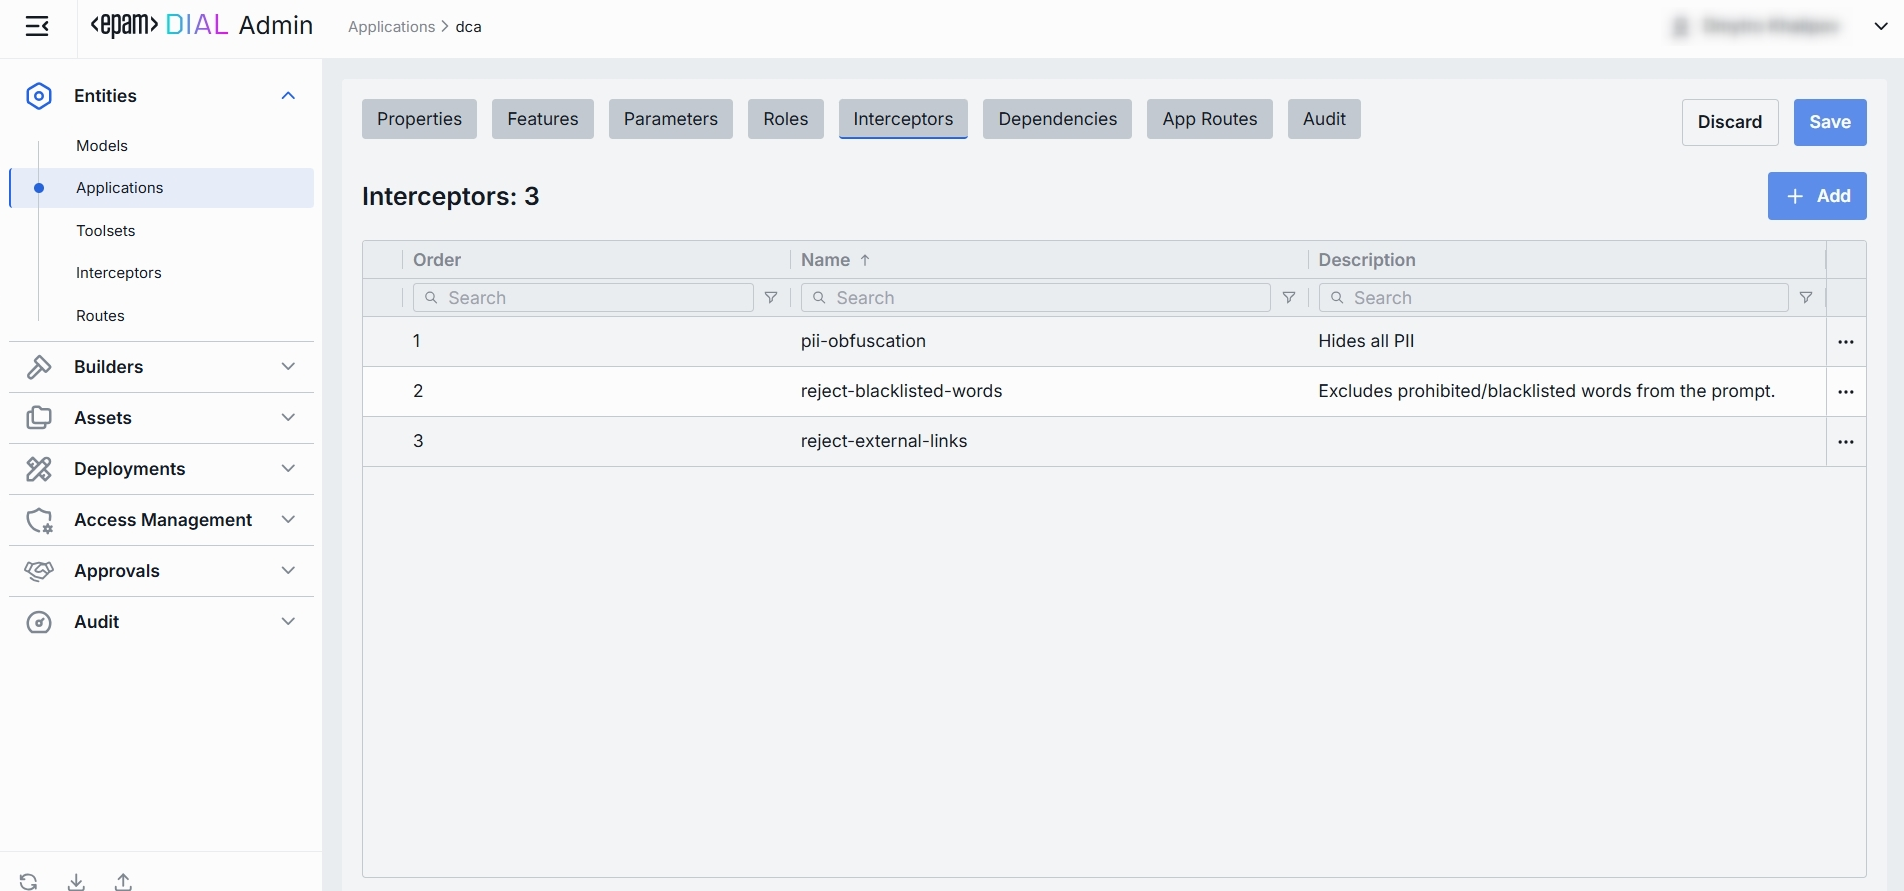 <epam> DIAL Admin
Applications > dca
Entities
Models
Applications
Toolsets
Interceptors
Routes
Builders
Assets
Deployments
Access Management
Approvals
Audit
Properties Features Parameters Roles Interceptors Dependencies App Routes Audit
Discard Save
Interceptors: 3
+ Add
Order Name ↑ Description
Search Search Search
1 pii-obfuscation Hides all PII ...
2 reject-blacklisted-words Excludes prohibited/blacklisted words from the prompt. ...
3 reject-external-links ...